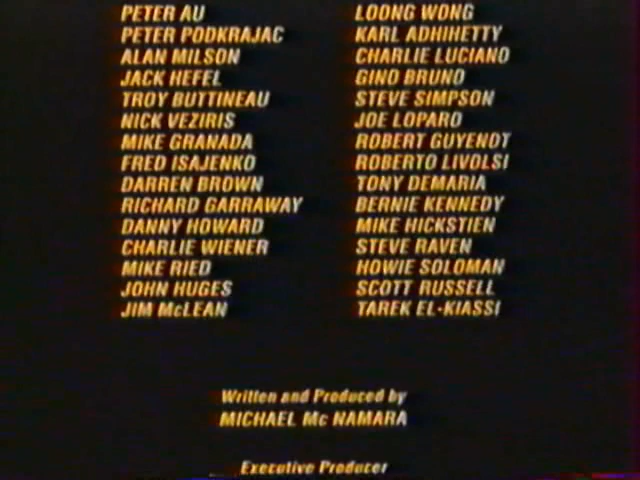 PETER AU
PETER PODKRAJAC
ALAN MILSON
JACK HEFEL
TROY BUTTINEAU
NICK VEZIRIS
MIKE GRANADA
FRED ISAJENKO
DARREN BROWN
RICHARD GARRAWAY
DANNY HOWARD
CHARLIE WIENER
MIKE RIED
JOHN HUGES
JIM McLEAN
LOONG WONG
KARL ADHIHETTY
CHARLIE LUCIANO
GINO BRUNO
STEVE SIMPSON
JOE LOPARO
ROBERT GUYENDT
ROBERTO LIVOLSI
TONY DEMARIA
BERNIE KENNEDY
MIKE HICKSTIEN
STEVE RAVEN
HOWIE SOLOMAN
SCOTT RUSSELL
TAREK EL-KIASSI
Written and Produced by
MICHAEL Mc NAMARA
Executive Producer